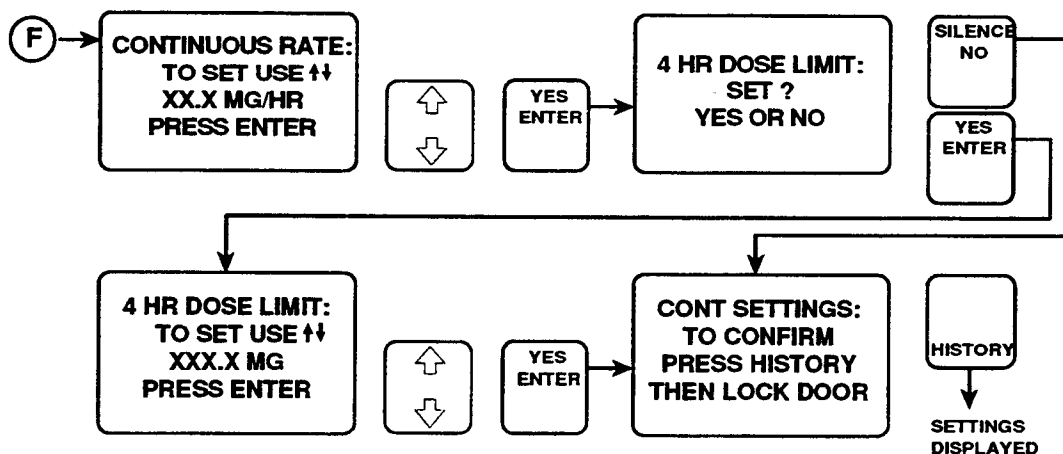 F
CONTINUOUS RATE:
TO SET USE ↑↓
XX.X MG/HR
PRESS ENTER
YES
ENTER
4 HR DOSE LIMIT:
SET ?
YES OR NO
SILENCE
NO
YES
ENTER
4 HR DOSE LIMIT:
TO SET USE ↑↓
XXX.X MG
PRESS ENTER
YES
ENTER
CONT SETTINGS:
TO CONFIRM
PRESS HISTORY
THEN LOCK DOOR
HISTORY
SETTINGS
DISPLAYED